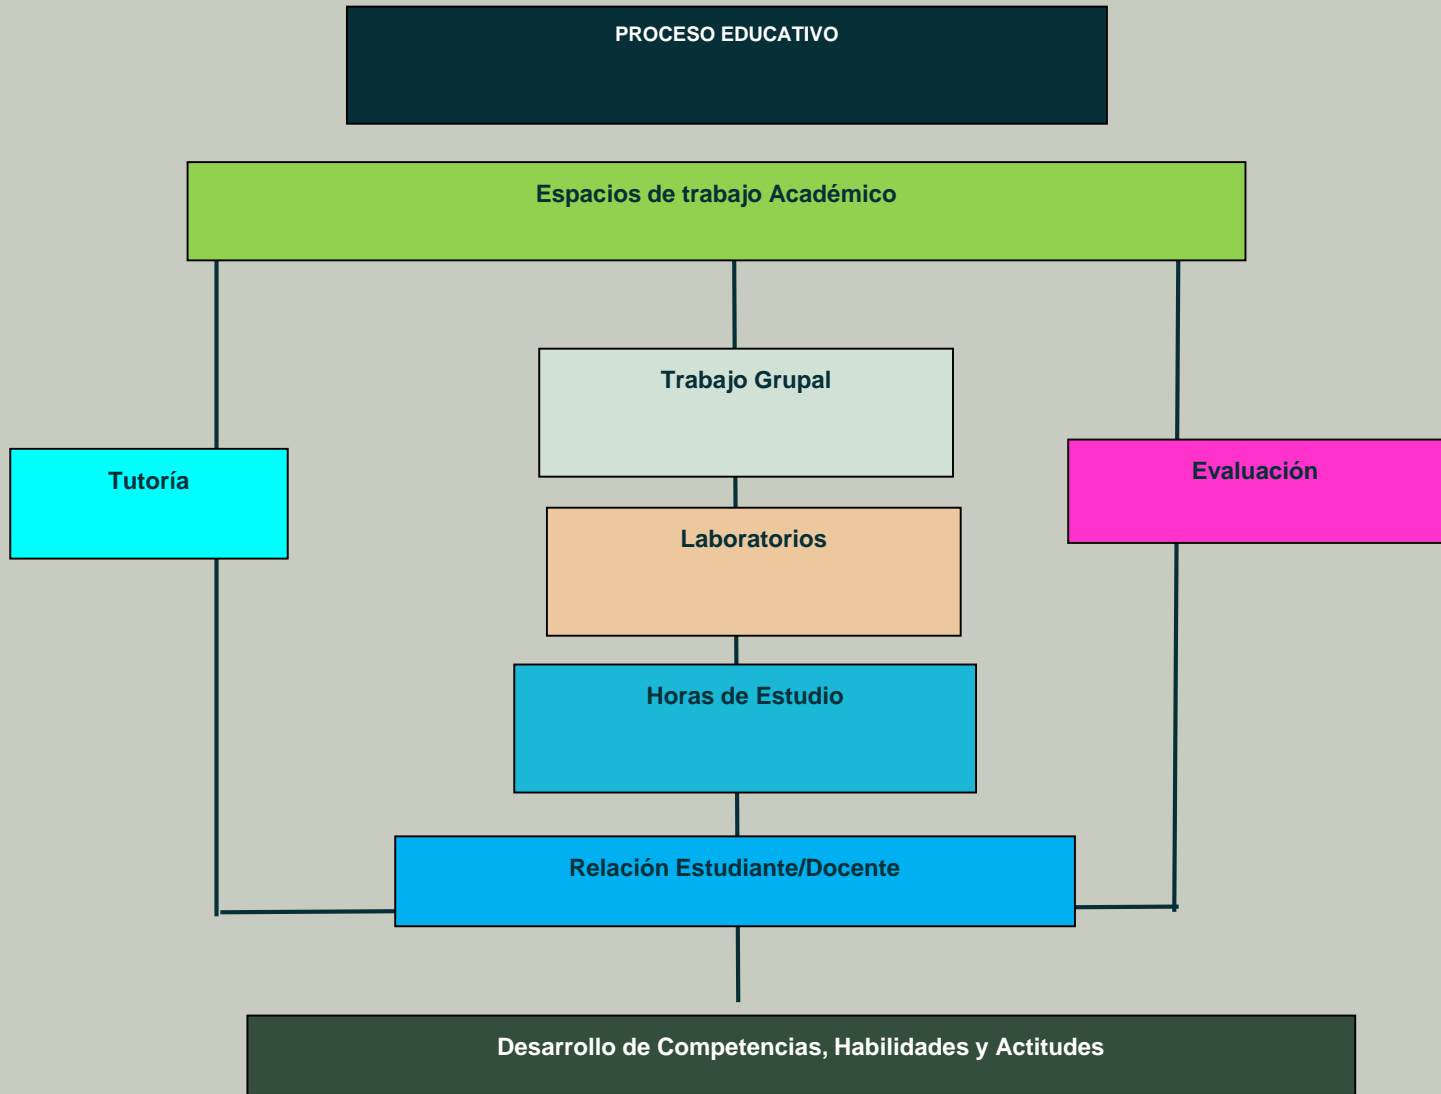 PROCESO EDUCATIVO
Espacios de trabajo Académico
Trabajo Grupal
Tutoría
Evaluación
Laboratorios
Horas de Estudio
Relación Estudiante/Docente
Desarrollo de Competencias, Habilidades y Actitudes